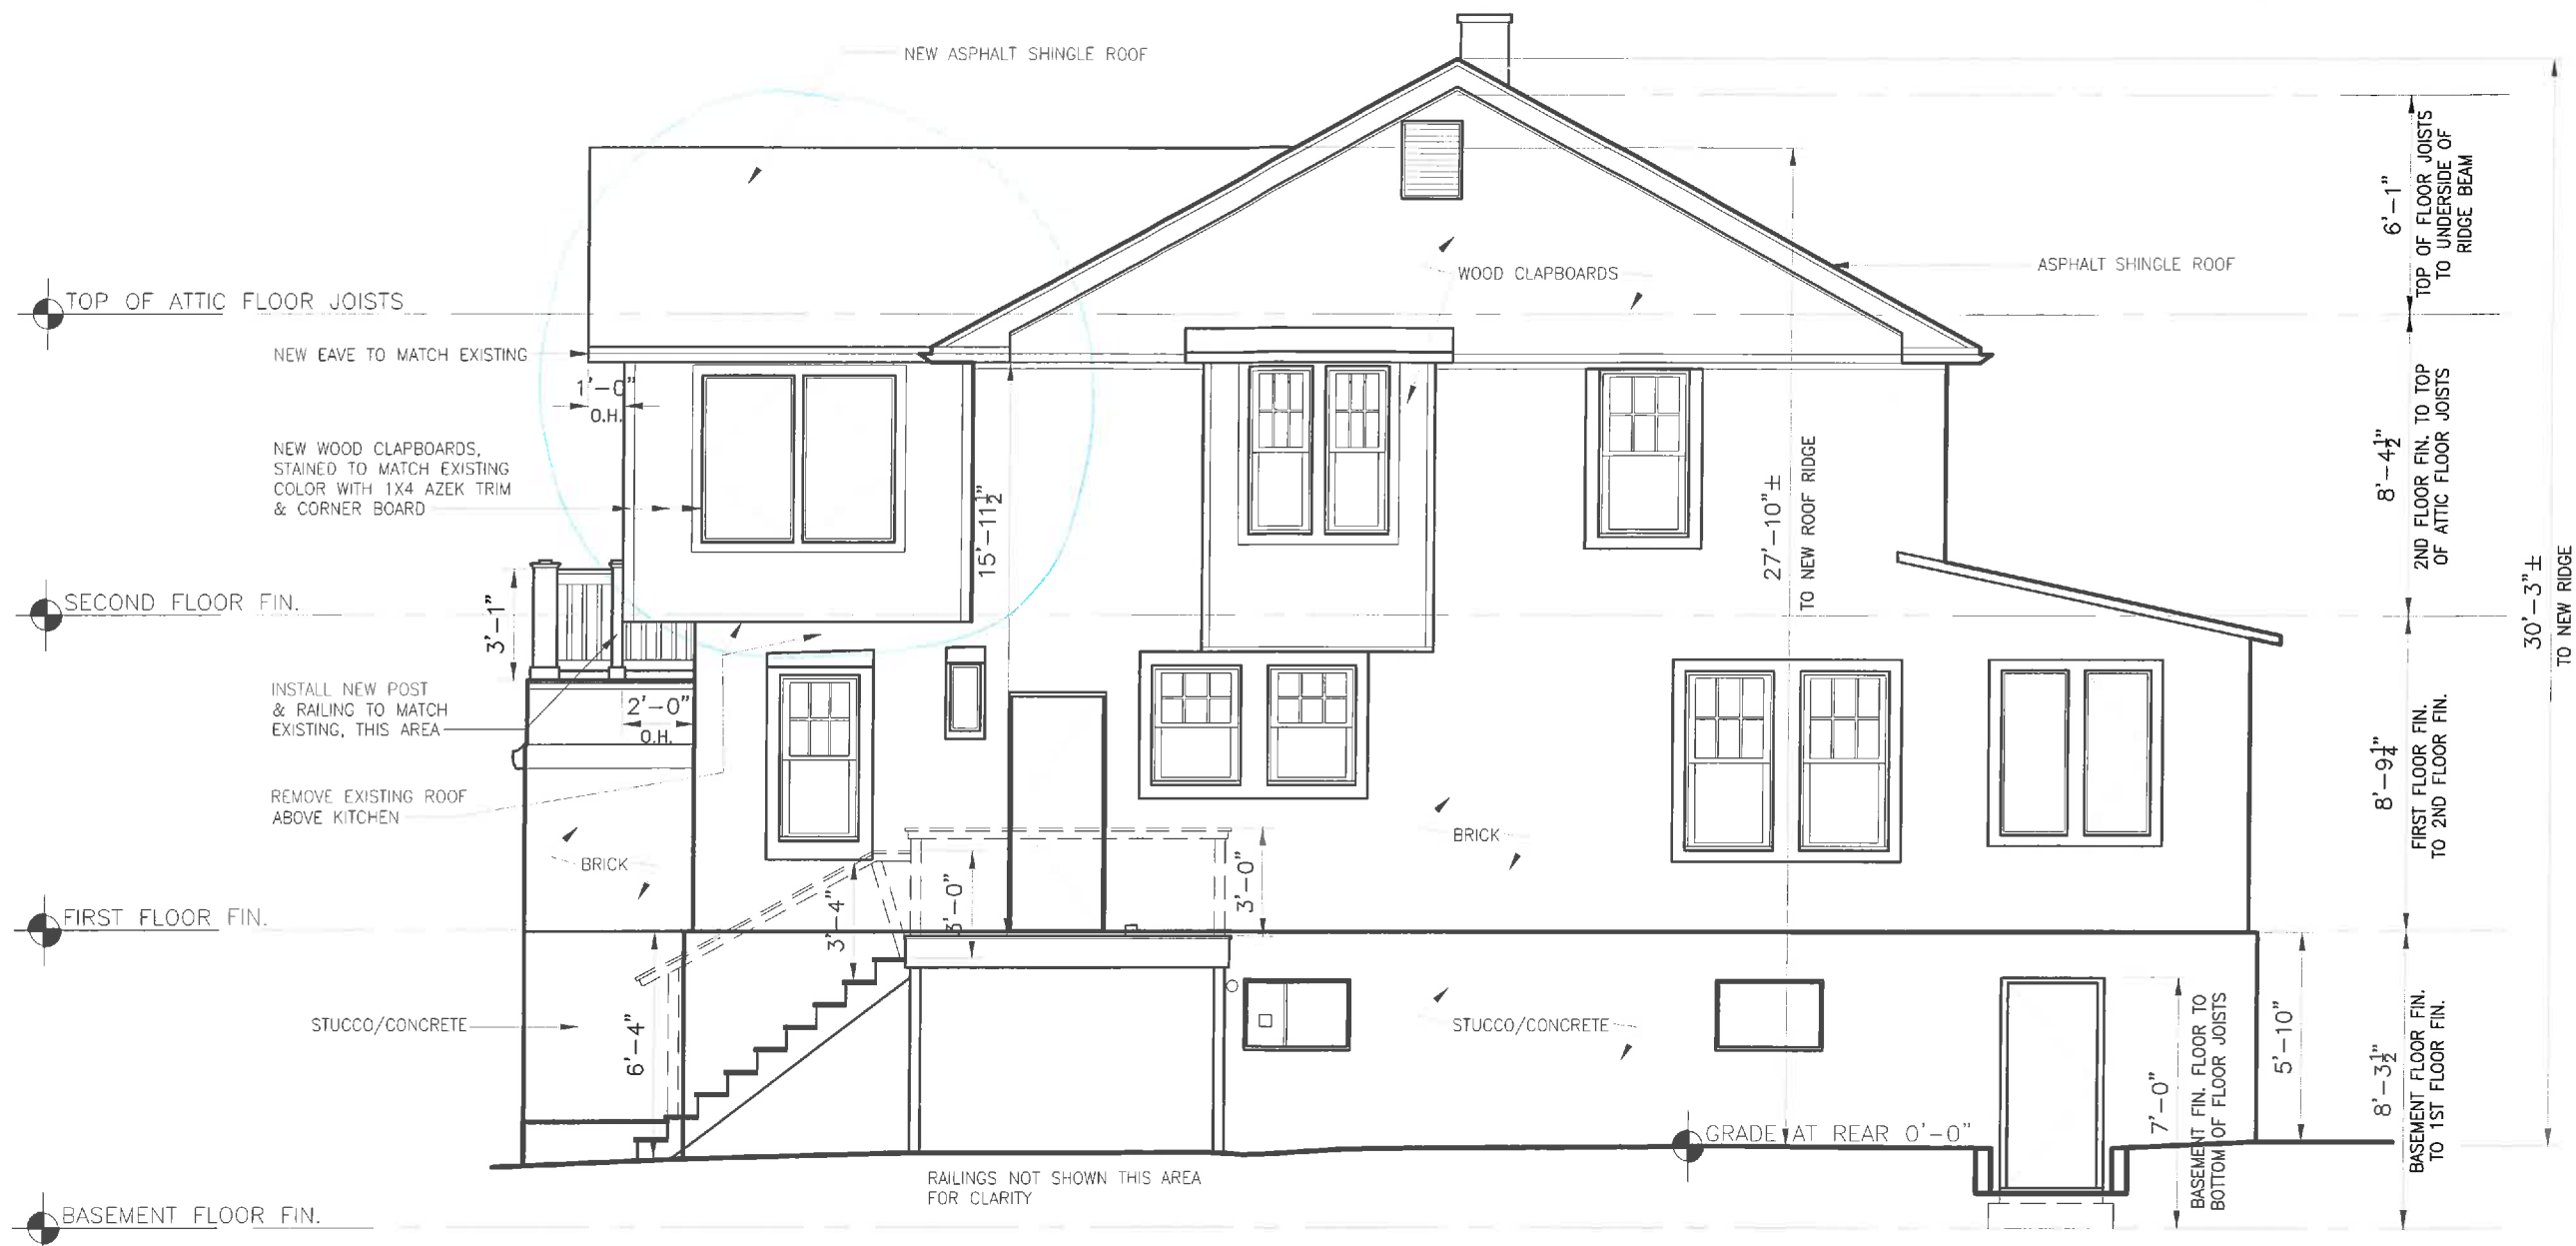 NEW ASPHALT SHINGLE ROOF
WOOD CLAPBOARDS
ASPHALT SHINGLE ROOF
6'-1"
TOP OF FLOOR JOISTS
TO UNDERSIDE OF
RIDGE BEAM
TOP OF ATTIC FLOOR JOISTS
NEW EAVE TO MATCH EXISTING
1'-0"
O.H.
NEW WOOD CLAPBOARDS,
STAINED TO MATCH EXISTING
COLOR WITH 1X4 AZEK TRIM
& CORNER BOARD
15'-11½"
27'-10"±
TO NEW ROOF RIDGE
8'-4½"
2ND FLOOR FIN. TO TOP
OF ATTIC FLOOR JOISTS
30'-3"±
TO NEW RIDGE
SECOND FLOOR FIN.
3'-1"
INSTALL NEW POST
& RAILING TO MATCH
EXISTING, THIS AREA
2'-0"
O.H.
REMOVE EXISTING ROOF
ABOVE KITCHEN
BRICK
BRICK
8'-9¼"
FIRST FLOOR FIN.
TO 2ND FLOOR FIN.
3'-4"
3'-0"
3'-0"
FIRST FLOOR FIN.
STUCCO/CONCRETE
6'-4"
STUCCO/CONCRETE
GRADE AT REAR 0'-0"
7'-0"
BASEMENT FIN. FLOOR TO
BOTTOM OF FLOOR JOISTS
5'-10"
8'-3½"
BASEMENT FLOOR FIN.
TO 1ST FLOOR FIN.
RAILINGS NOT SHOWN THIS AREA
FOR CLARITY
BASEMENT FLOOR FIN.